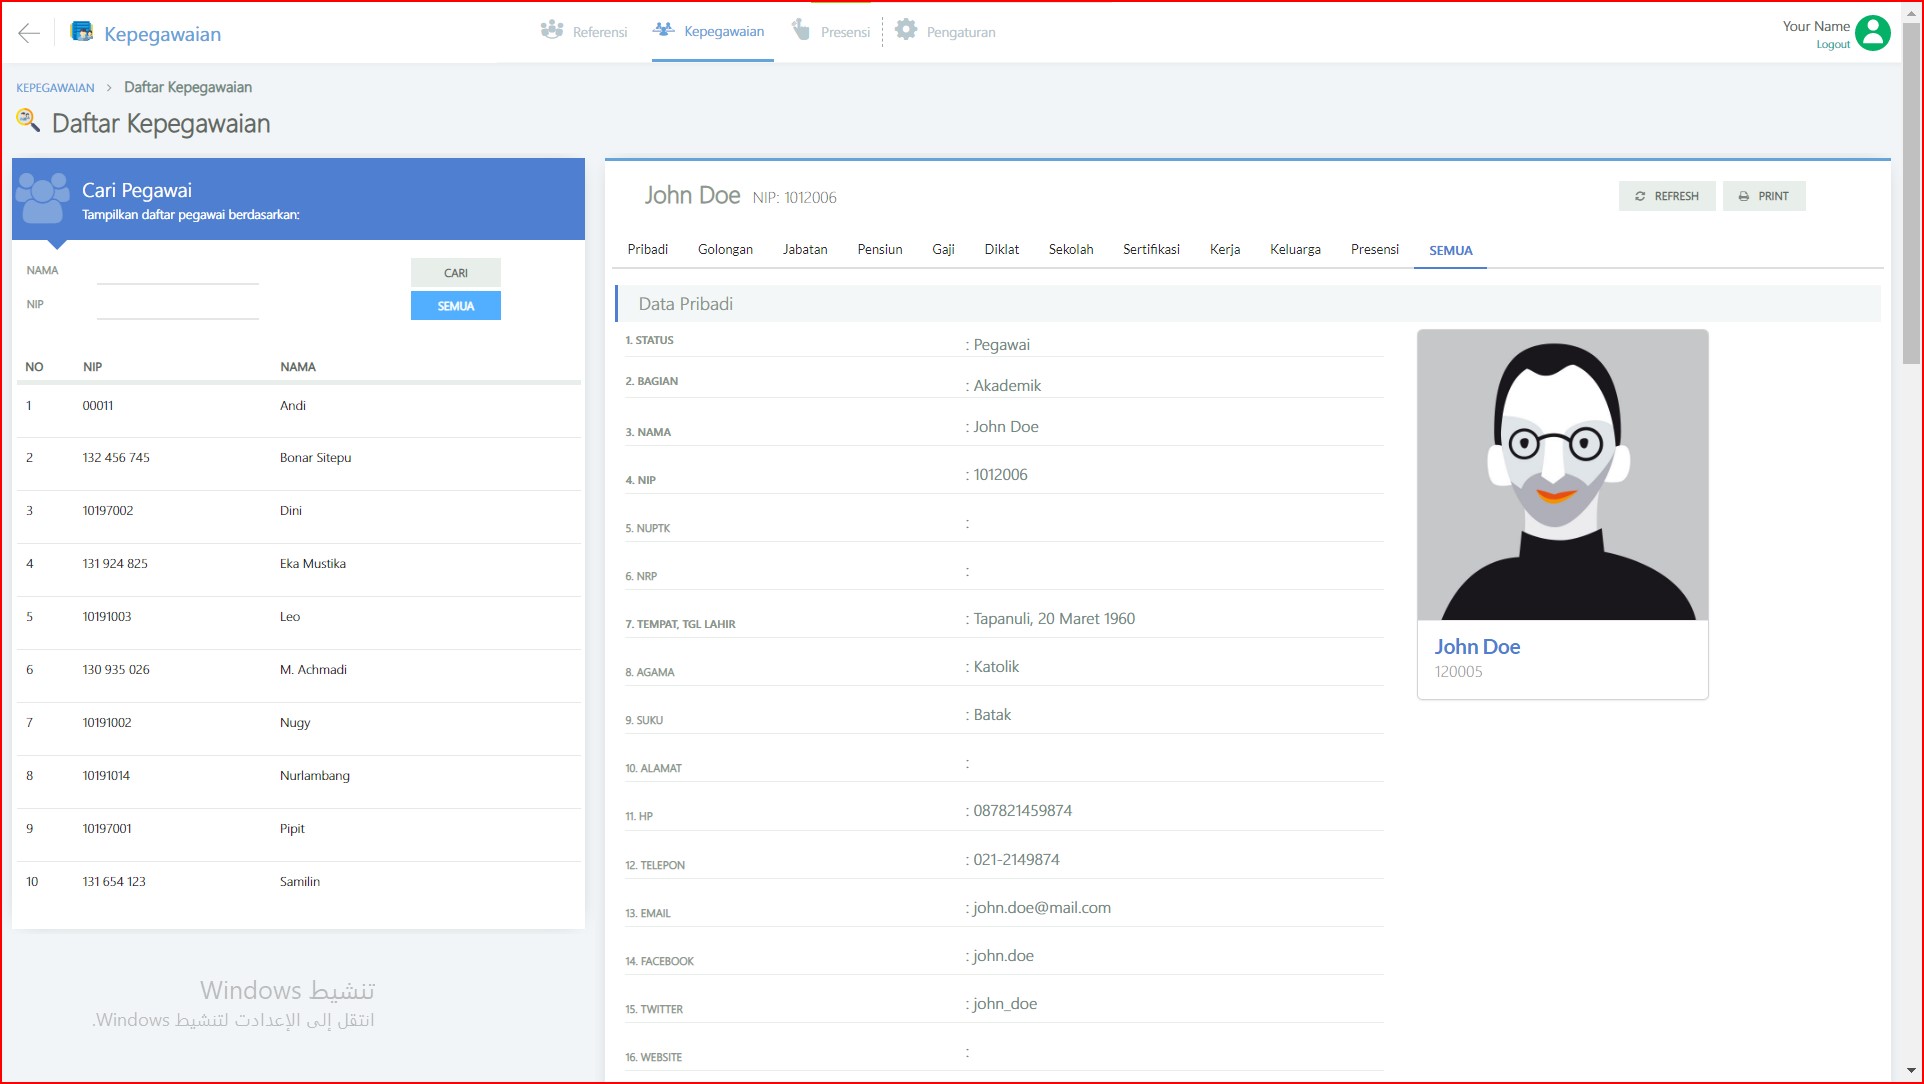 Kepegawaian
Referensi
Kepegawaian
Presensi
Pengaturan
Your Name
Logout
KEPEGAWAIAN > Daftar Kepegawaian
Daftar Kepegawaian
Cari Pegawai
Tampilkan daftar pegawai berdasarkan:
NAMA
CARI
NIP
SEMUA
NO NIP NAMA
1 00011 Andi
2 132 456 745 Bonar Sitepu
3 10197002 Dini
4 131 924 825 Eka Mustika
5 10191003 Leo
6 130 935 026 M. Achmadi
7 10191002 Nugy
8 10191014 Nurlambang
9 10197001 Pipit
10 131 654 123 Samilin
تنشيط Windows
انتقل إلى الإعدادت لتنشيط Windows.
John Doe NIP: 1012006
REFRESH
PRINT
Pribadi Golongan Jabatan Pensiun Gaji Diklat Sekolah Sertifikasi Kerja Keluarga Presensi SEMUA
Data Pribadi
1. STATUS : Pegawai
2. BAGIAN : Akademik
3. NAMA : John Doe
4. NIP : 1012006
5. NUPTK :
6. NRP :
7. TEMPAT, TGL LAHIR : Tapanuli, 20 Maret 1960
8. AGAMA : Katolik
9. SUKU : Batak
10. ALAMAT :
11. HP : 087821459874
12. TELEPON : 021-2149874
13. EMAIL : john.doe@mail.com
14. FACEBOOK : john.doe
15. TWITTER : john_doe
16. WEBSITE :
John Doe
120005